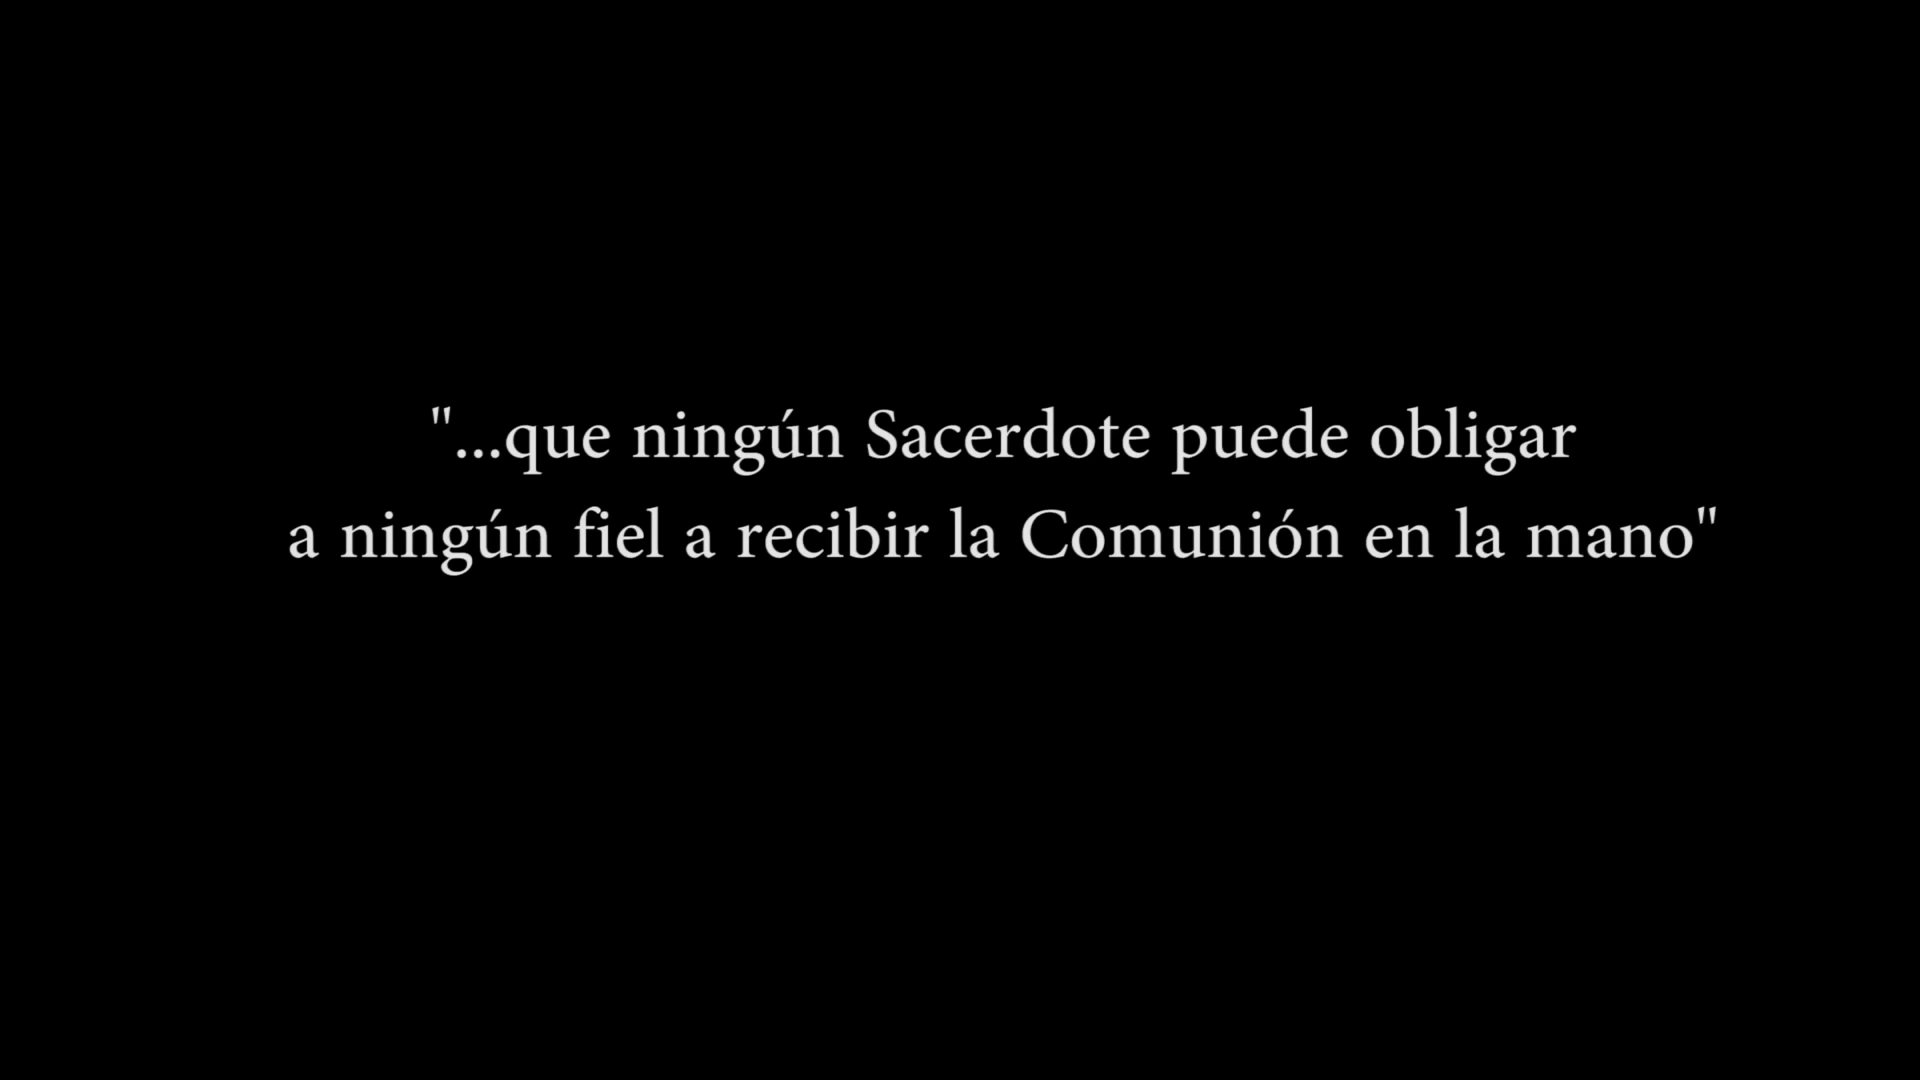 "...que ningún Sacerdote puede obligar
a ningún fiel a recibir la Comunión en la mano"